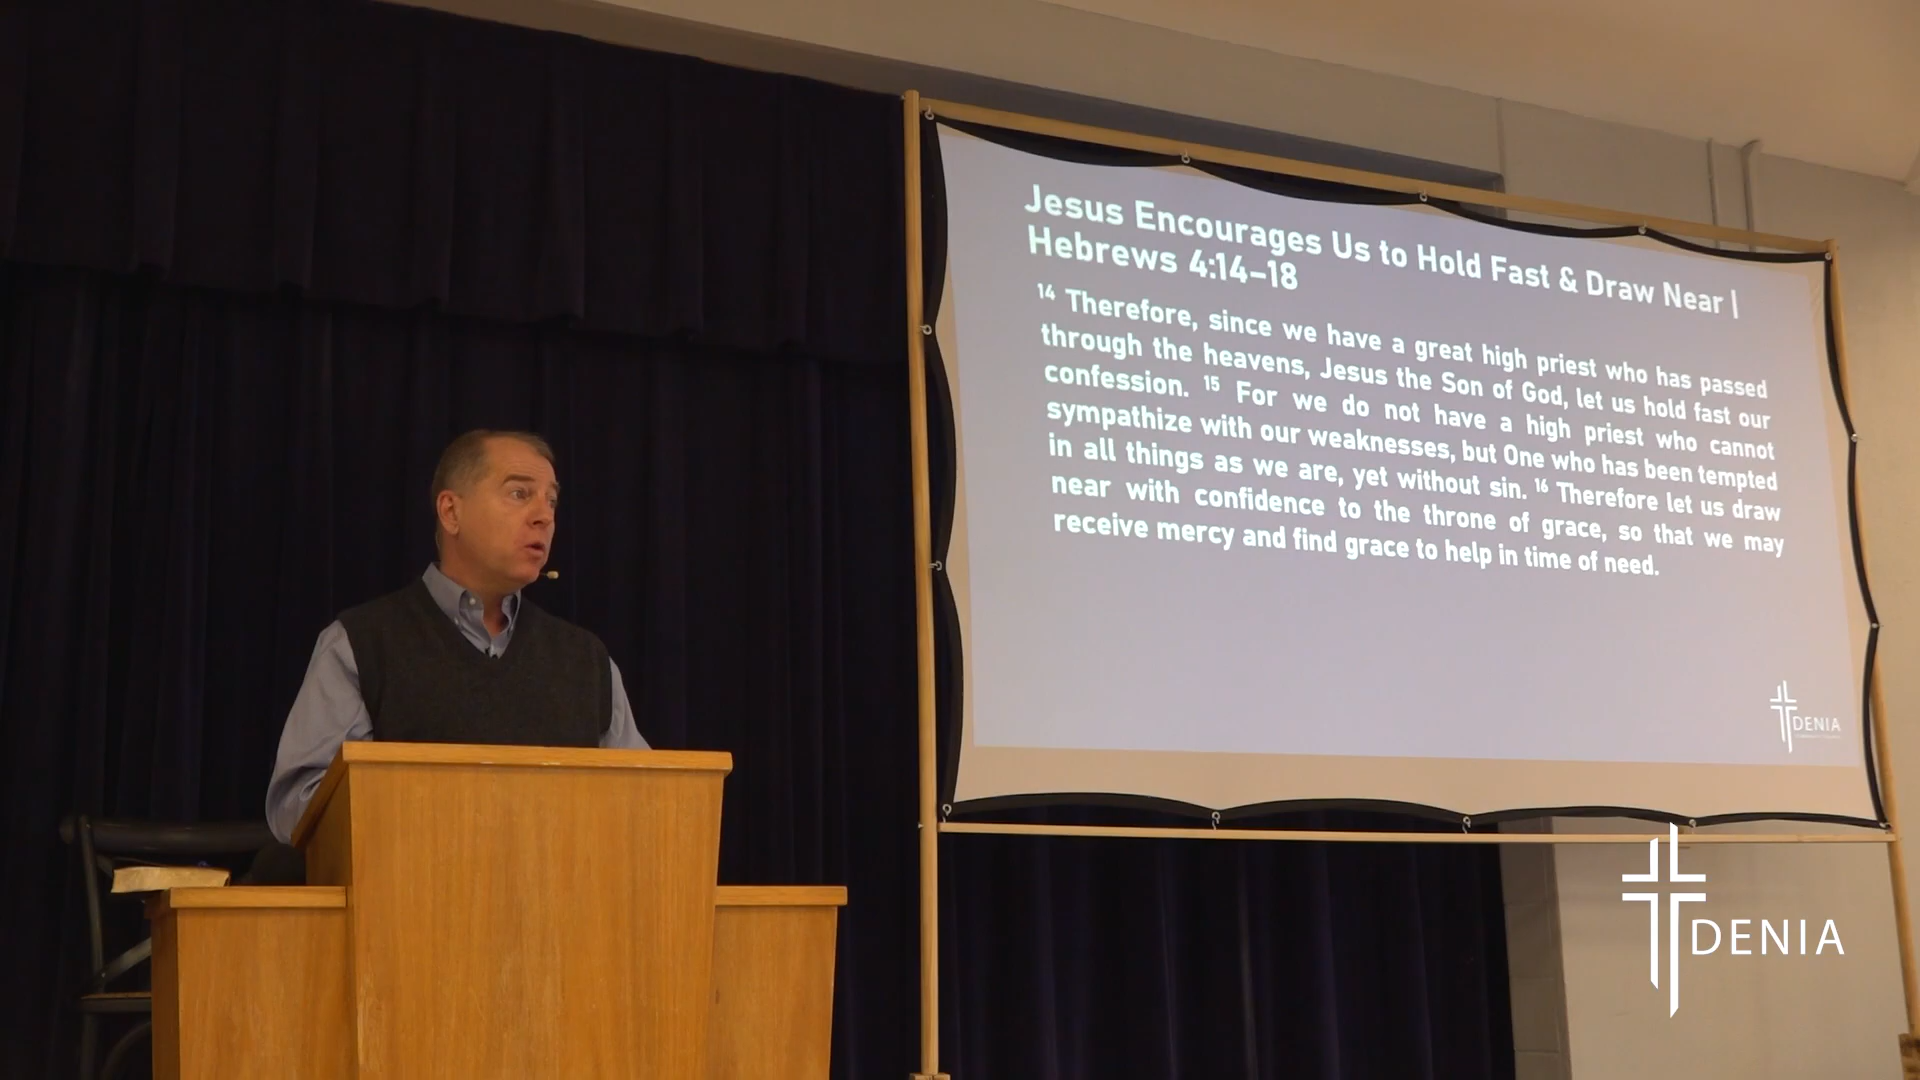 Jesus Encourages Us to Hold Fast & Draw Near |
Hebrews 4:14–18
14 Therefore, since we have a great high priest who has passed
through the heavens, Jesus the Son of God, let us hold fast our
confession. 15 For we do not have a high priest who cannot
sympathize with our weaknesses, but One who has been tempted
in all things as we are, yet without sin. 16 Therefore let us draw
near with confidence to the throne of grace, so that we may
receive mercy and find grace to help in time of need.
DENIA
DENIA